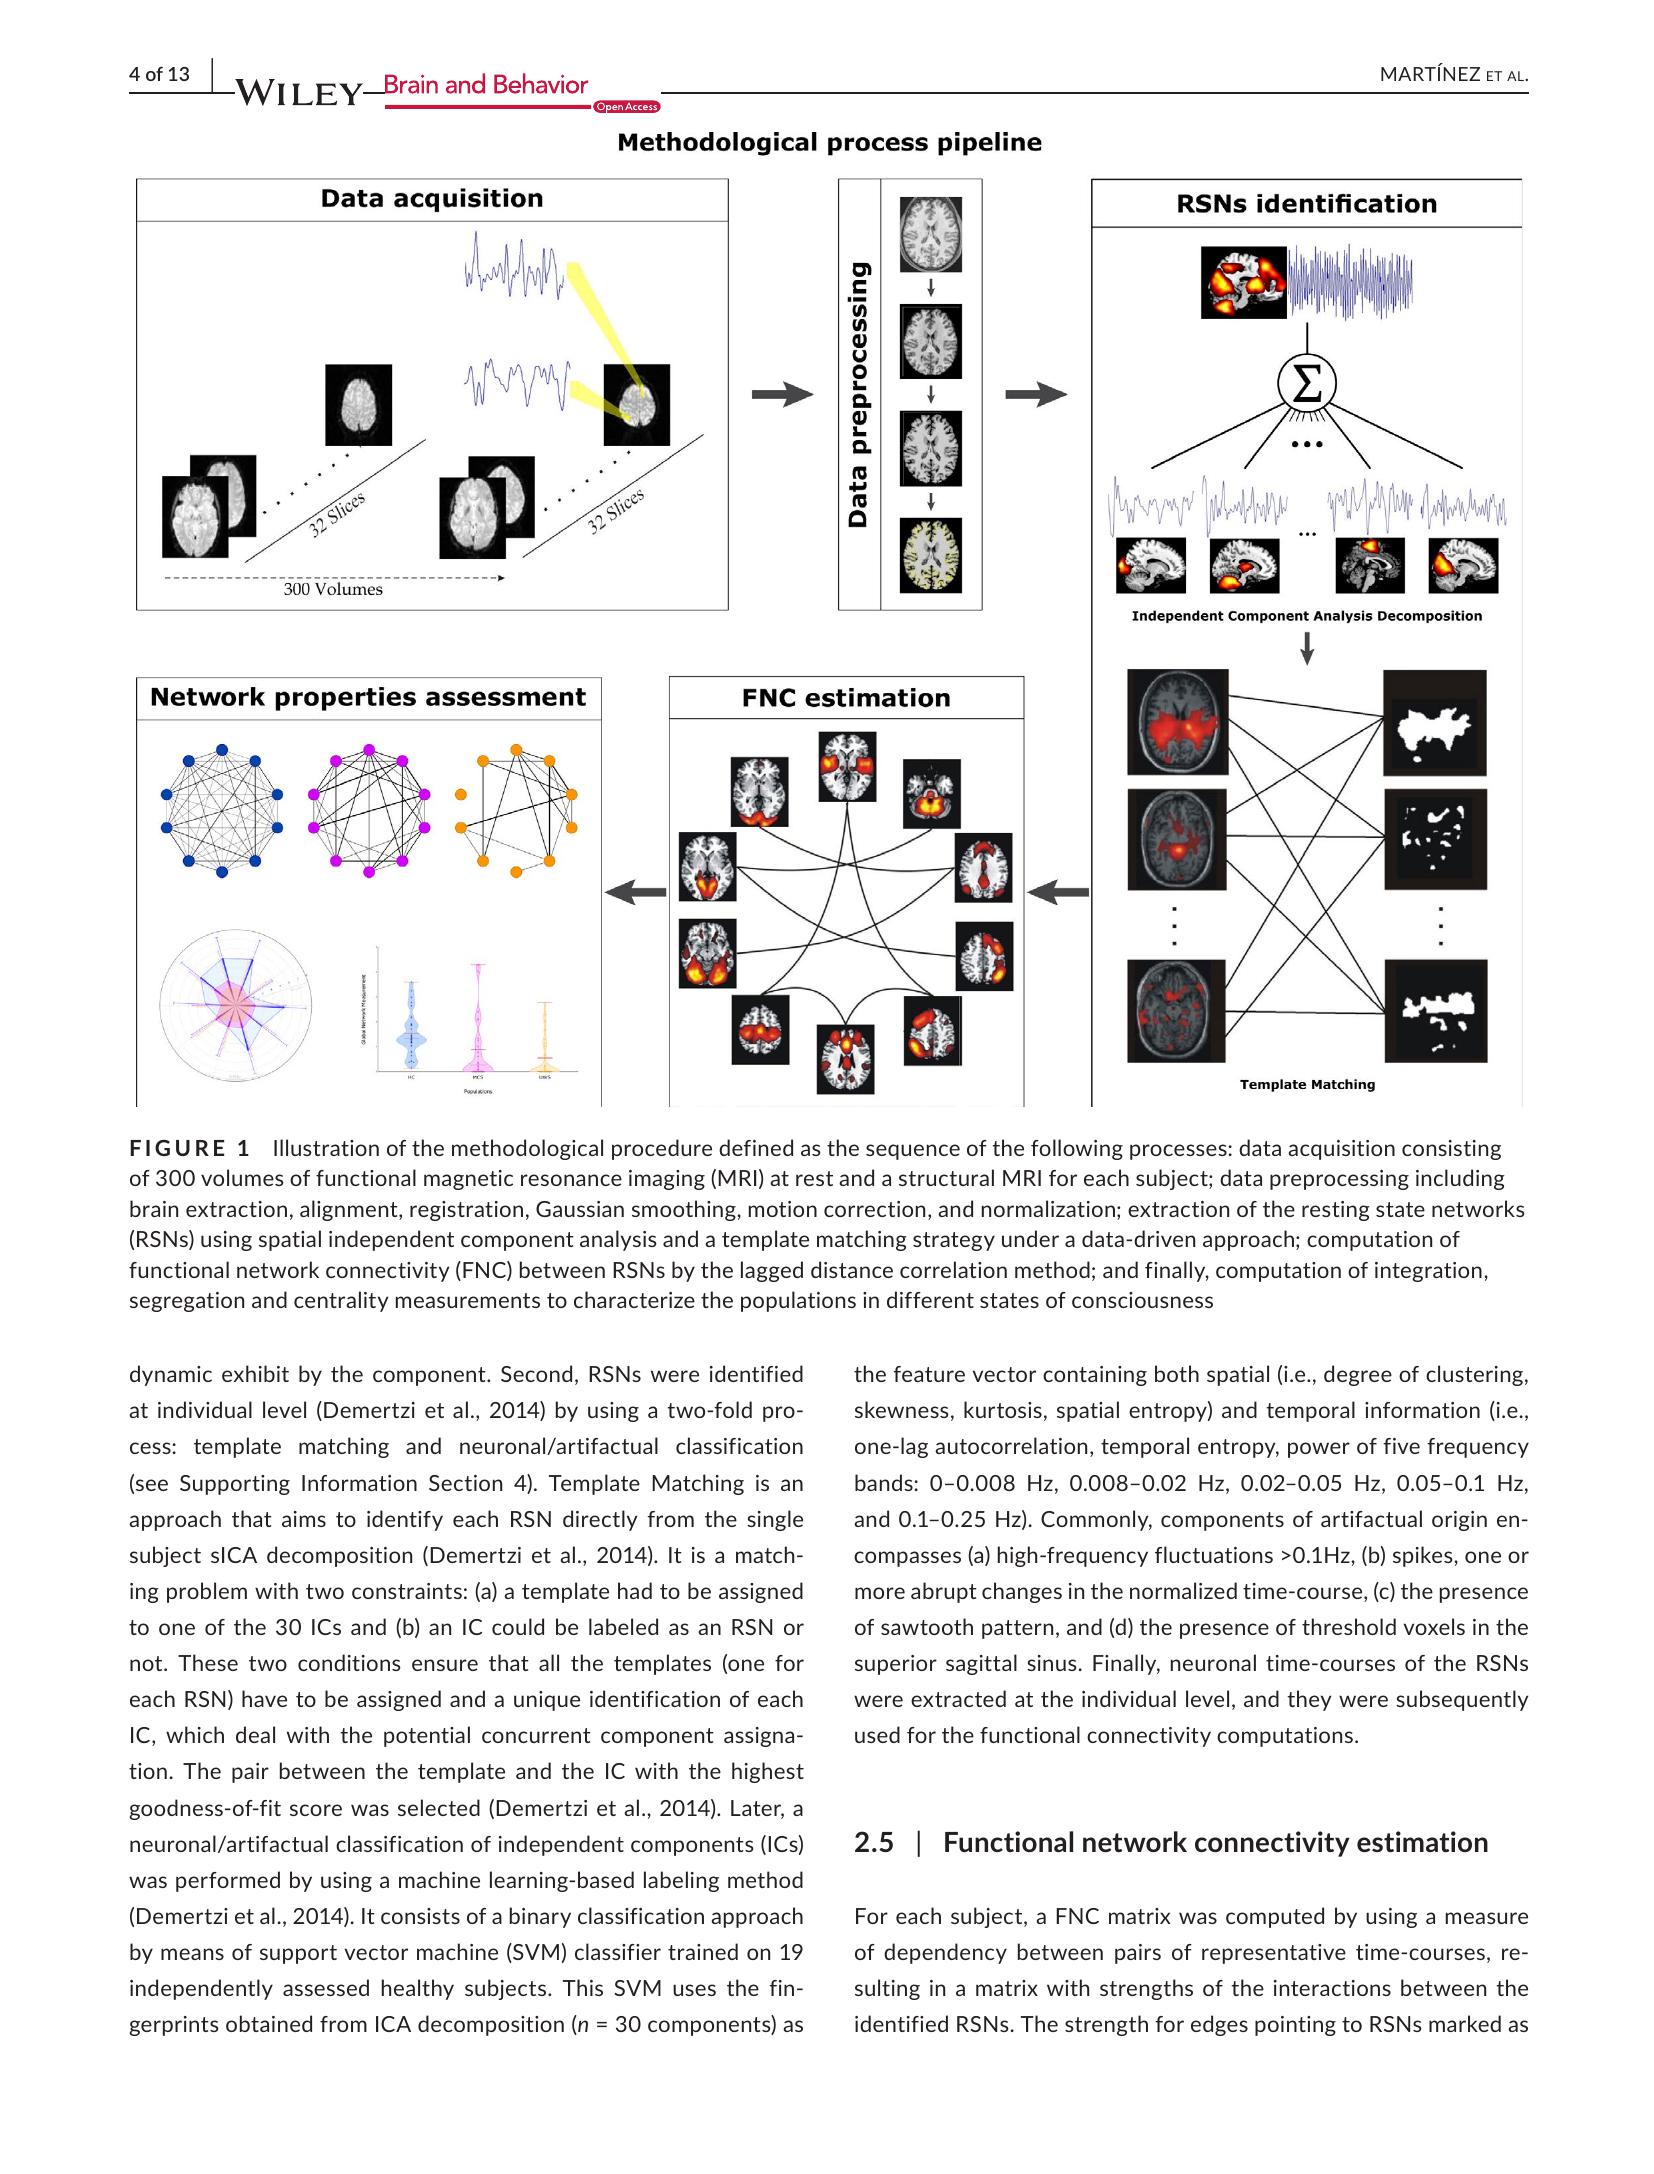 4 of 13
WILEY Brain and Behavior
Open Access
MARTÍNEZ ET AL.
Methodological process pipeline
Data acquisition
32 Slices
32 Slices
300 Volumes
Data preprocessing
RSNs identification
Σ
...
...
Independent Component Analysis Decomposition
Template Matching
Network properties assessment
Global Network Measurement
HC
MCS
UWS
Populations
FNC estimation
FIGURE 1 Illustration of the methodological procedure defined as the sequence of the following processes: data acquisition consisting
of 300 volumes of functional magnetic resonance imaging (MRI) at rest and a structural MRI for each subject; data preprocessing including
brain extraction, alignment, registration, Gaussian smoothing, motion correction, and normalization; extraction of the resting state networks
(RSNs) using spatial independent component analysis and a template matching strategy under a data-driven approach; computation of
functional network connectivity (FNC) between RSNs by the lagged distance correlation method; and finally, computation of integration,
segregation and centrality measurements to characterize the populations in different states of consciousness
dynamic exhibit by the component. Second, RSNs were identified
at individual level (Demertzi et al., 2014) by using a two-fold pro-
cess: template matching and neuronal/artifactual classification
(see Supporting Information Section 4). Template Matching is an
approach that aims to identify each RSN directly from the single
subject sICA decomposition (Demertzi et al., 2014). It is a match-
ing problem with two constraints: (a) a template had to be assigned
to one of the 30 ICs and (b) an IC could be labeled as an RSN or
not. These two conditions ensure that all the templates (one for
each RSN) have to be assigned and a unique identification of each
IC, which deal with the potential concurrent component assigna-
tion. The pair between the template and the IC with the highest
goodness-of-fit score was selected (Demertzi et al., 2014). Later, a
neuronal/artifactual classification of independent components (ICs)
was performed by using a machine learning-based labeling method
(Demertzi et al., 2014). It consists of a binary classification approach
by means of support vector machine (SVM) classifier trained on 19
independently assessed healthy subjects. This SVM uses the fin-
gerprints obtained from ICA decomposition (n = 30 components) as
the feature vector containing both spatial (i.e., degree of clustering,
skewness, kurtosis, spatial entropy) and temporal information (i.e.,
one-lag autocorrelation, temporal entropy, power of five frequency
bands: 0–0.008 Hz, 0.008–0.02 Hz, 0.02–0.05 Hz, 0.05–0.1 Hz,
and 0.1–0.25 Hz). Commonly, components of artifactual origin en-
compasses (a) high-frequency fluctuations >0.1Hz, (b) spikes, one or
more abrupt changes in the normalized time-course, (c) the presence
of sawtooth pattern, and (d) the presence of threshold voxels in the
superior sagittal sinus. Finally, neuronal time-courses of the RSNs
were extracted at the individual level, and they were subsequently
used for the functional connectivity computations.
2.5 | Functional network connectivity estimation
For each subject, a FNC matrix was computed by using a measure
of dependency between pairs of representative time-courses, re-
sulting in a matrix with strengths of the interactions between the
identified RSNs. The strength for edges pointing to RSNs marked as